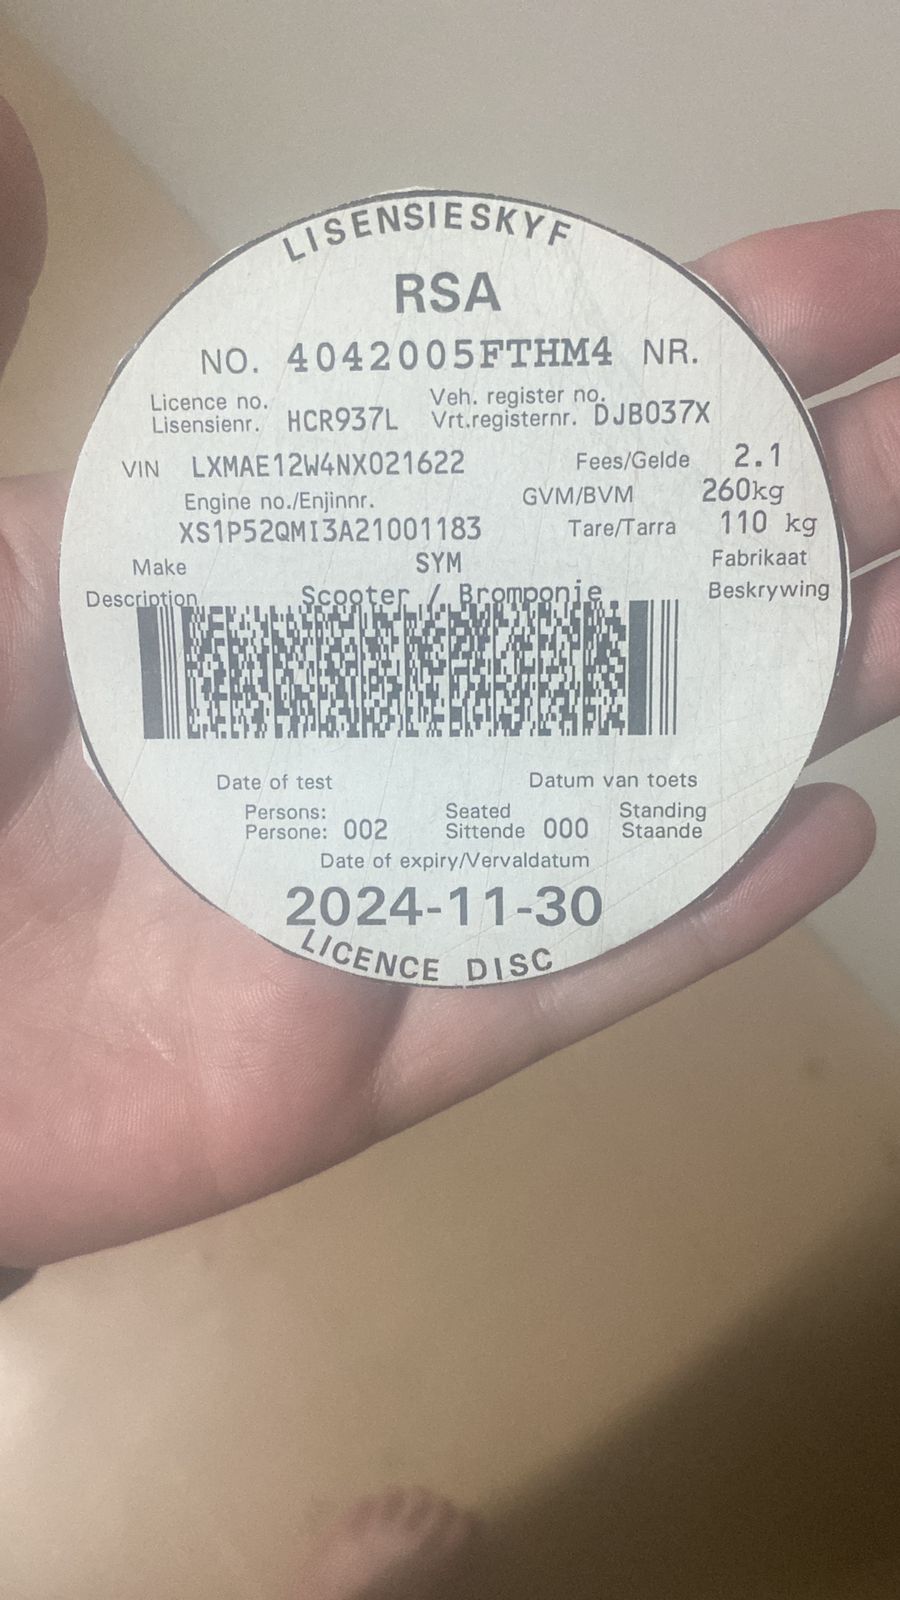 LISENSIESKYF
RSA
NO. 4042005FTHM4 NR.
Licence no. Veh. register no.
Lisensienr. HCR937L Vrt.registernr. DJB037X
VIN LXMAE12W4NX021622 Fees/Gelde 2.1
Engine no./Enjinnr. GVM/BVM 260kg
XS1P52QMI3A21001183 Tare/Tarra 110 kg
Make SYM Fabrikaat
Description Scooter / Bromponie Beskrywing
Date of test Datum van toets
Persons: Seated Standing
Persone: 002 Sittende 000 Staande
Date of expiry/Vervaldatum
2024-11-30
LICENCE DISC